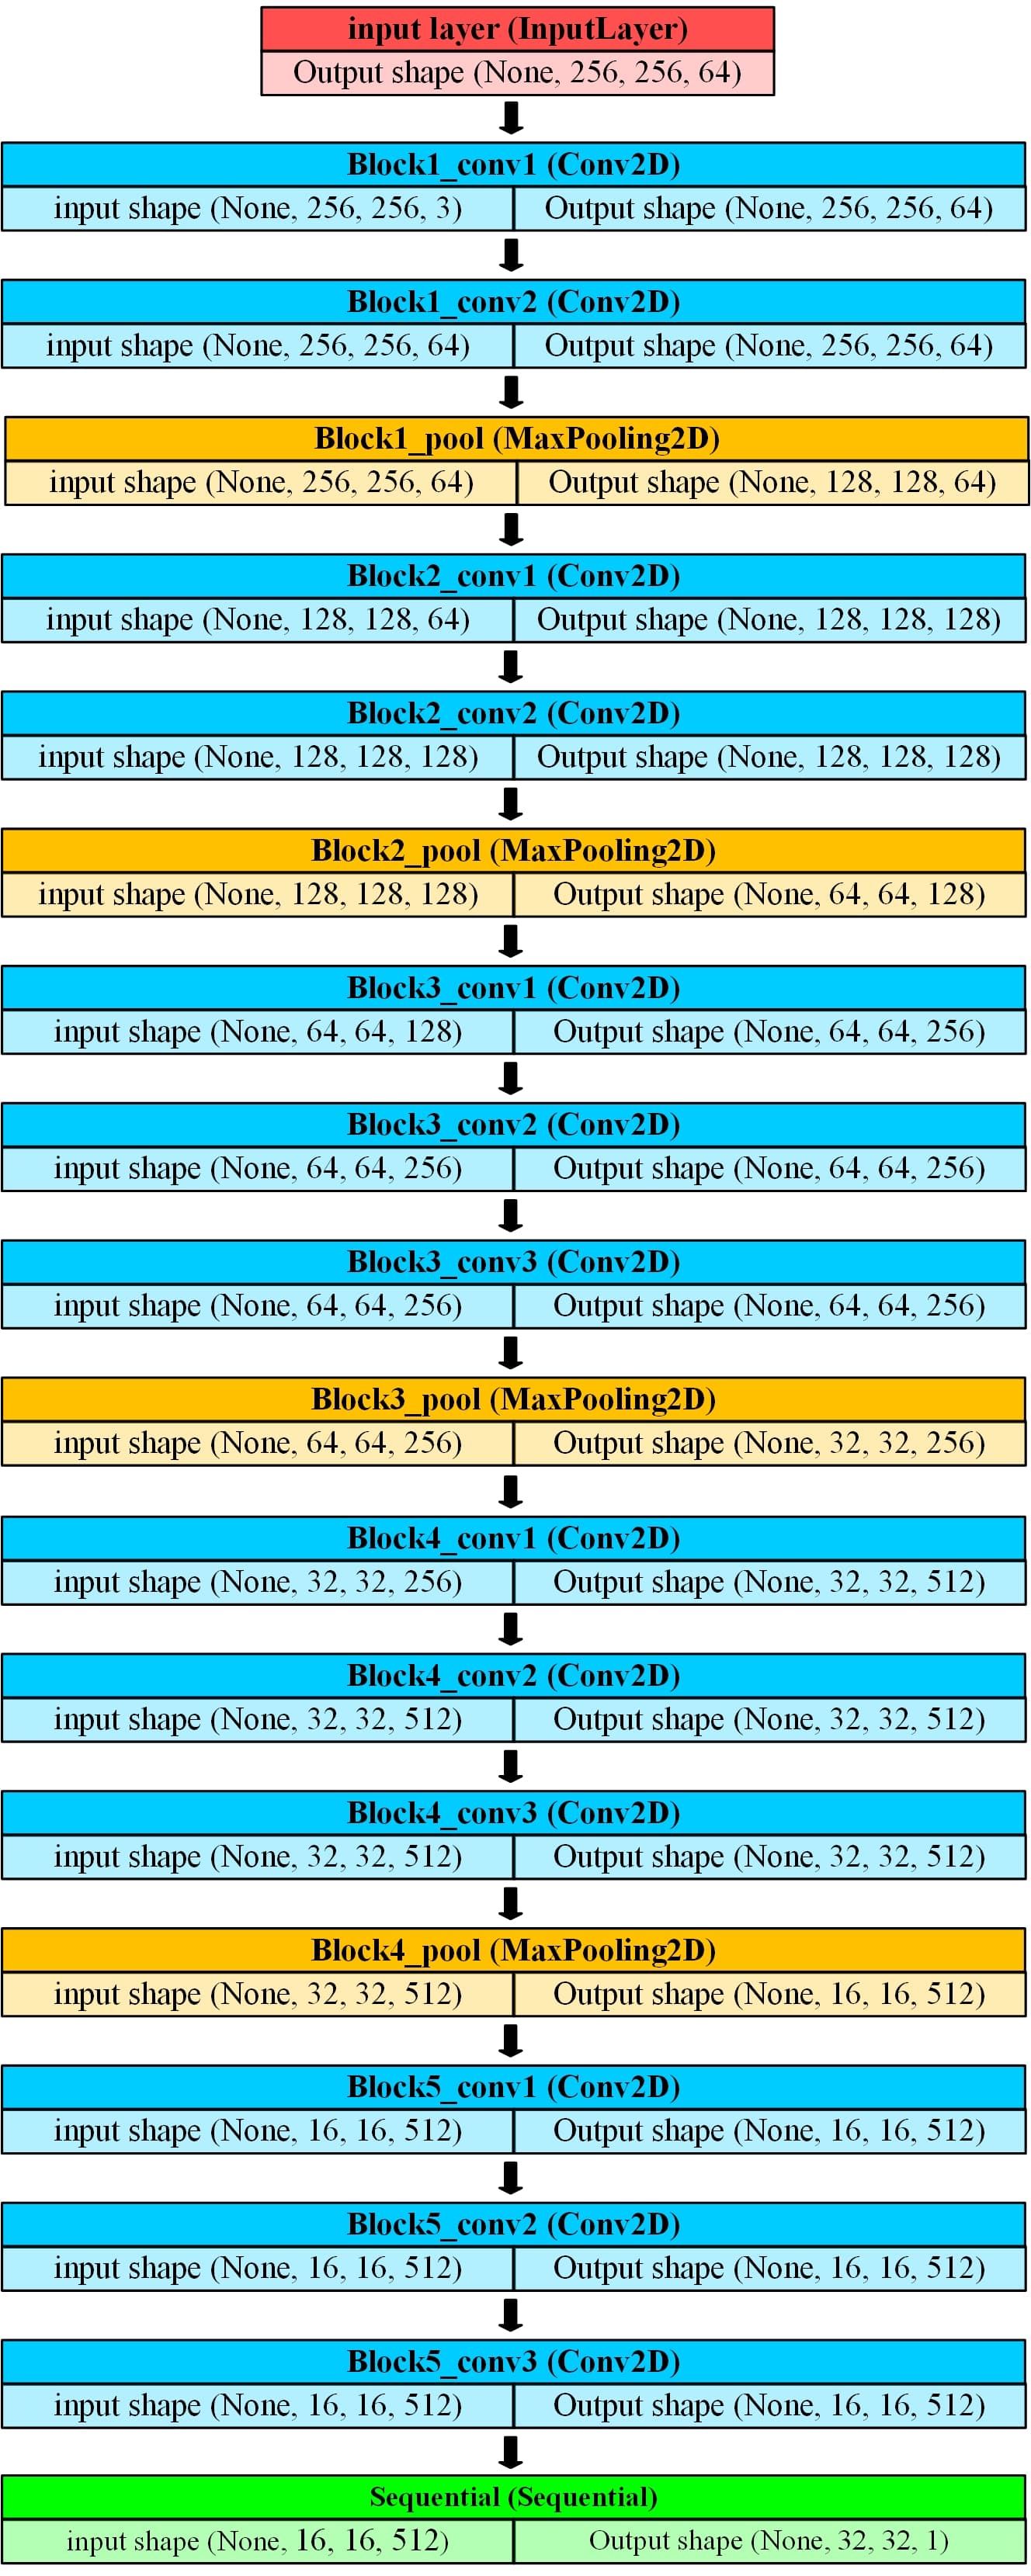 input layer (InputLayer)
Output shape (None, 256, 256, 64)
Block1_conv1 (Conv2D)
input shape (None, 256, 256, 3) Output shape (None, 256, 256, 64)
Block1_conv2 (Conv2D)
input shape (None, 256, 256, 64) Output shape (None, 256, 256, 64)
Block1_pool (MaxPooling2D)
input shape (None, 256, 256, 64) Output shape (None, 128, 128, 64)
Block2_conv1 (Conv2D)
input shape (None, 128, 128, 64) Output shape (None, 128, 128, 128)
Block2_conv2 (Conv2D)
input shape (None, 128, 128, 128) Output shape (None, 128, 128, 128)
Block2_pool (MaxPooling2D)
input shape (None, 128, 128, 128) Output shape (None, 64, 64, 128)
Block3_conv1 (Conv2D)
input shape (None, 64, 64, 128) Output shape (None, 64, 64, 256)
Block3_conv2 (Conv2D)
input shape (None, 64, 64, 256) Output shape (None, 64, 64, 256)
Block3_conv3 (Conv2D)
input shape (None, 64, 64, 256) Output shape (None, 64, 64, 256)
Block3_pool (MaxPooling2D)
input shape (None, 64, 64, 256) Output shape (None, 32, 32, 256)
Block4_conv1 (Conv2D)
input shape (None, 32, 32, 256) Output shape (None, 32, 32, 512)
Block4_conv2 (Conv2D)
input shape (None, 32, 32, 512) Output shape (None, 32, 32, 512)
Block4_conv3 (Conv2D)
input shape (None, 32, 32, 512) Output shape (None, 32, 32, 512)
Block4_pool (MaxPooling2D)
input shape (None, 32, 32, 512) Output shape (None, 16, 16, 512)
Block5_conv1 (Conv2D)
input shape (None, 16, 16, 512) Output shape (None, 16, 16, 512)
Block5_conv2 (Conv2D)
input shape (None, 16, 16, 512) Output shape (None, 16, 16, 512)
Block5_conv3 (Conv2D)
input shape (None, 16, 16, 512) Output shape (None, 16, 16, 512)
Sequential (Sequential)
input shape (None, 16, 16, 512) Output shape (None, 32, 32, 1)